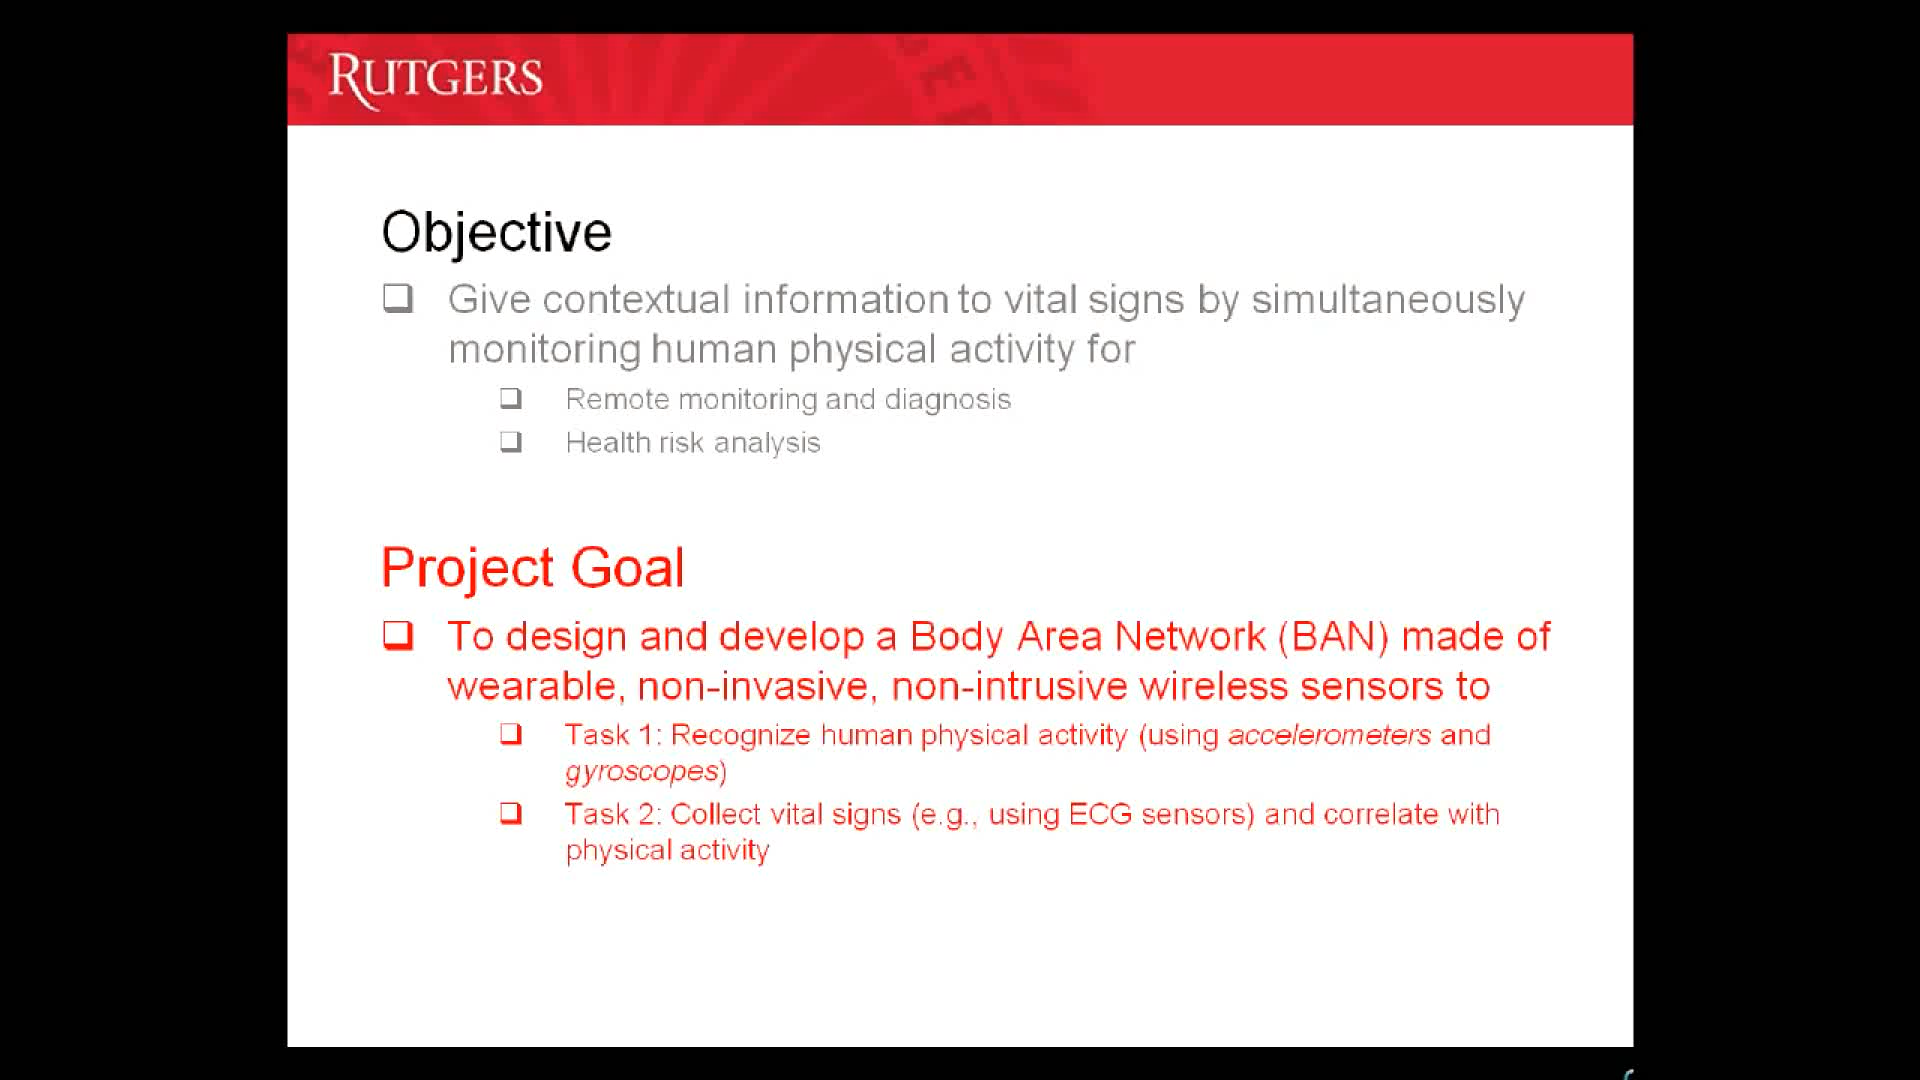 RUTGERS
Objective
❑ Give contextual information to vital signs by simultaneously
monitoring human physical activity for
❑ Remote monitoring and diagnosis
❑ Health risk analysis
Project Goal
❑ To design and develop a Body Area Network (BAN) made of
wearable, non-invasive, non-intrusive wireless sensors to
❑ Task 1: Recognize human physical activity (using accelerometers and
gyroscopes)
❑ Task 2: Collect vital signs (e.g., using ECG sensors) and correlate with
physical activity